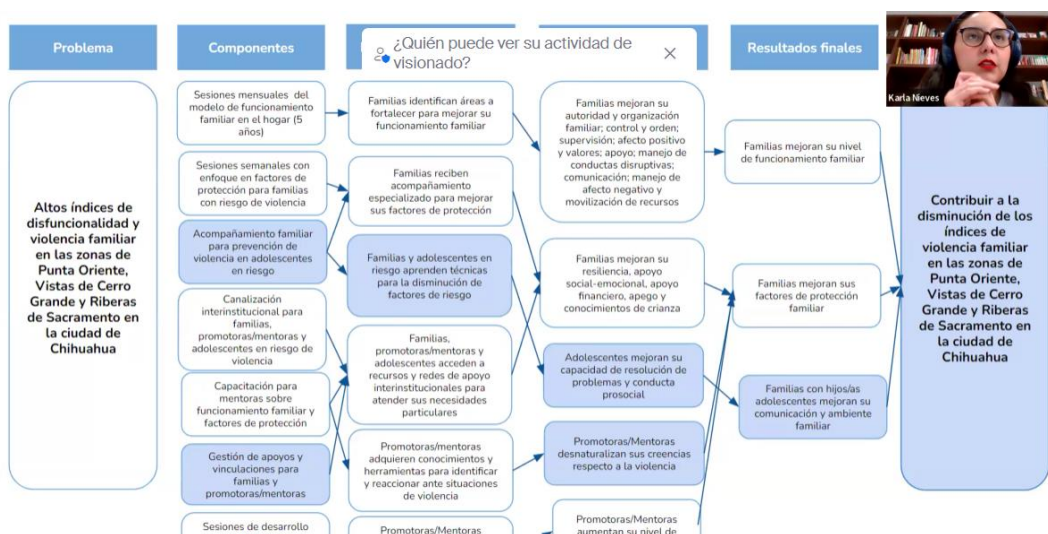 Problema
Componentes
¿Quién puede ver su actividad de
visionado?
Resultados finales
Karla Nieves
Altos índices de
disfuncionalidad y
violencia familiar
en las zonas de
Punta Oriente,
Vistas de Cerro
Grande y Riberas
de Sacramento en
la ciudad de
Chihuahua
Sesiones mensuales del
modelo de funcionamiento
familiar en el hogar (5
años)
Sesiones semanales con
enfoque en factores de
protección para familias
con riesgo de violencia
Acompañamiento familiar
para prevención de
violencia en adolescentes
en riesgo
Canalización
interinstitucional para
familias,
promotoras/mentoras y
adolescentes en riesgo de
violencia
Capacitación para
mentoras sobre
funcionamiento familiar y
factores de protección
Gestión de apoyos y
vinculaciones para
familias y
promotoras/mentoras
Sesiones de desarrollo
Familias identifican áreas a
fortalecer para mejorar su
funcionamiento familiar
Familias reciben
acompañamiento
especializado para mejorar
sus factores de protección
Familias y adolescentes en
riesgo aprenden técnicas
para la disminución de
factores de riesgo
Familias,
promotoras/mentoras y
adolescentes acceden a
recursos y redes de apoyo
interinstitucionales para
atender sus necesidades
particulares
Promotoras/mentoras
adquieren conocimientos y
herramientas para identificar
y reaccionar ante situaciones
de violencia
Promotoras/Mentoras
Familias mejoran su
autoridad y organización
familiar; control y orden;
supervisión; afecto positivo
y valores; apoyo; manejo de
conductas disruptivas;
comunicación; manejo de
afecto negativo y
movilización de recursos
Familias mejoran su
resiliencia, apoyo
social-emocional, apoyo
financiero, apego y
conocimientos de crianza
Adolescentes mejoran su
capacidad de resolución de
problemas y conducta
prosocial
Promotoras/Mentoras
desnaturalizan sus creencias
respecto a la violencia
Promotoras/Mentoras
aumentan su nivel de
Familias mejoran su nivel
de funcionamiento familiar
Familias mejoran sus
factores de protección
familiar
Familias con hijos/as
adolescentes mejoran su
comunicación y ambiente
familiar
Contribuir a la
disminución de los
índices de
violencia familiar
en las zonas de
Punta Oriente,
Vistas de Cerro
Grande y Riberas
de Sacramento en
la ciudad de
Chihuahua